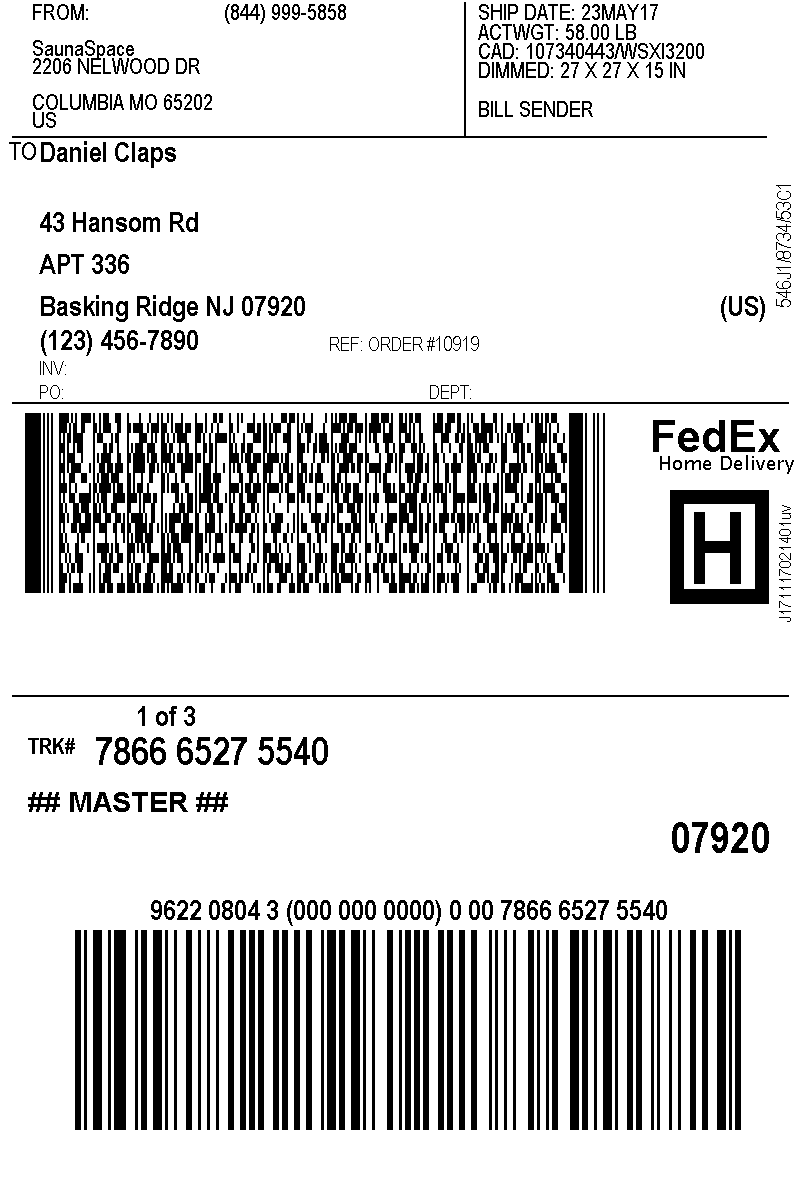 FROM: (844) 999-5858
SaunaSpace
2206 NELWOOD DR
COLUMBIA MO 65202
US
SHIP DATE: 23MAY17
ACTWGT: 58.00 LB
CAD: 107340443/WSXI3200
DIMMED: 27 X 27 X 15 IN
BILL SENDER
TO Daniel Claps
43 Hansom Rd
APT 336
Basking Ridge NJ 07920 (US)
(123) 456-7890 REF: ORDER #10919
INV:
PO: DEPT:
546J1/8734/53C1
FedEx
Home Delivery
H
J171117021401uv
1 of 3
TRK# 7866 6527 5540
## MASTER ##
07920
9622 0804 3 (000 000 0000) 0 00 7866 6527 5540